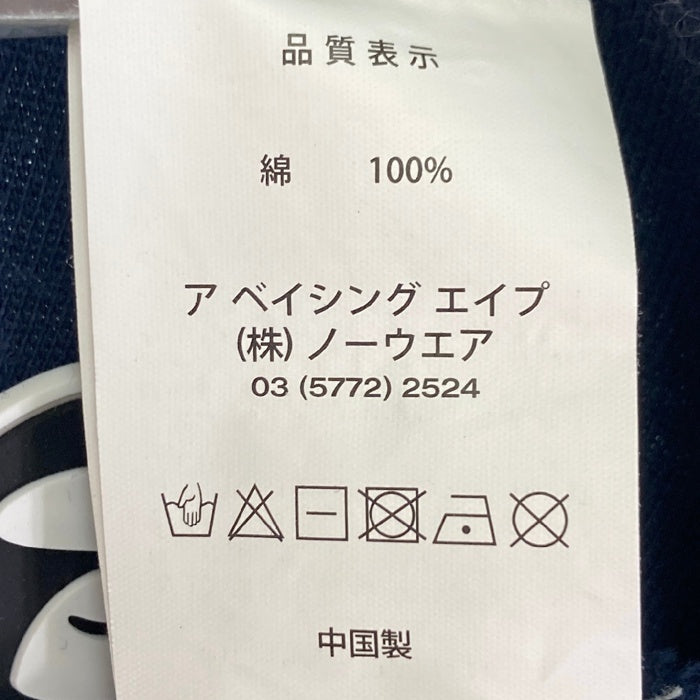 品質表示
綿 100%
ア ベイシング エイプ
(株) ノーウエア
03 (5772) 2524
中国製